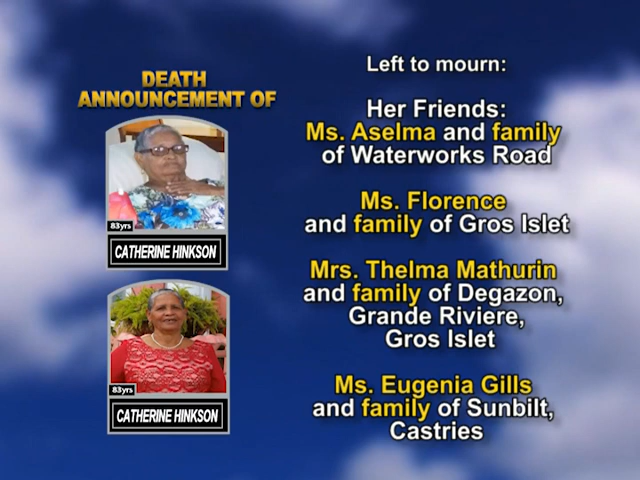 DEATH
ANNOUNCEMENT OF
83yrs
CATHERINE HINKSON
83yrs
CATHERINE HINKSON
Left to mourn:
Her Friends:
Ms. Aselma and family
of Waterworks Road
Ms. Florence
and family of Gros Islet
Mrs. Thelma Mathurin
and family of Degazon,
Grande Riviere,
Gros Islet
Ms. Eugenia Gills
and family of Sunbilt,
Castries